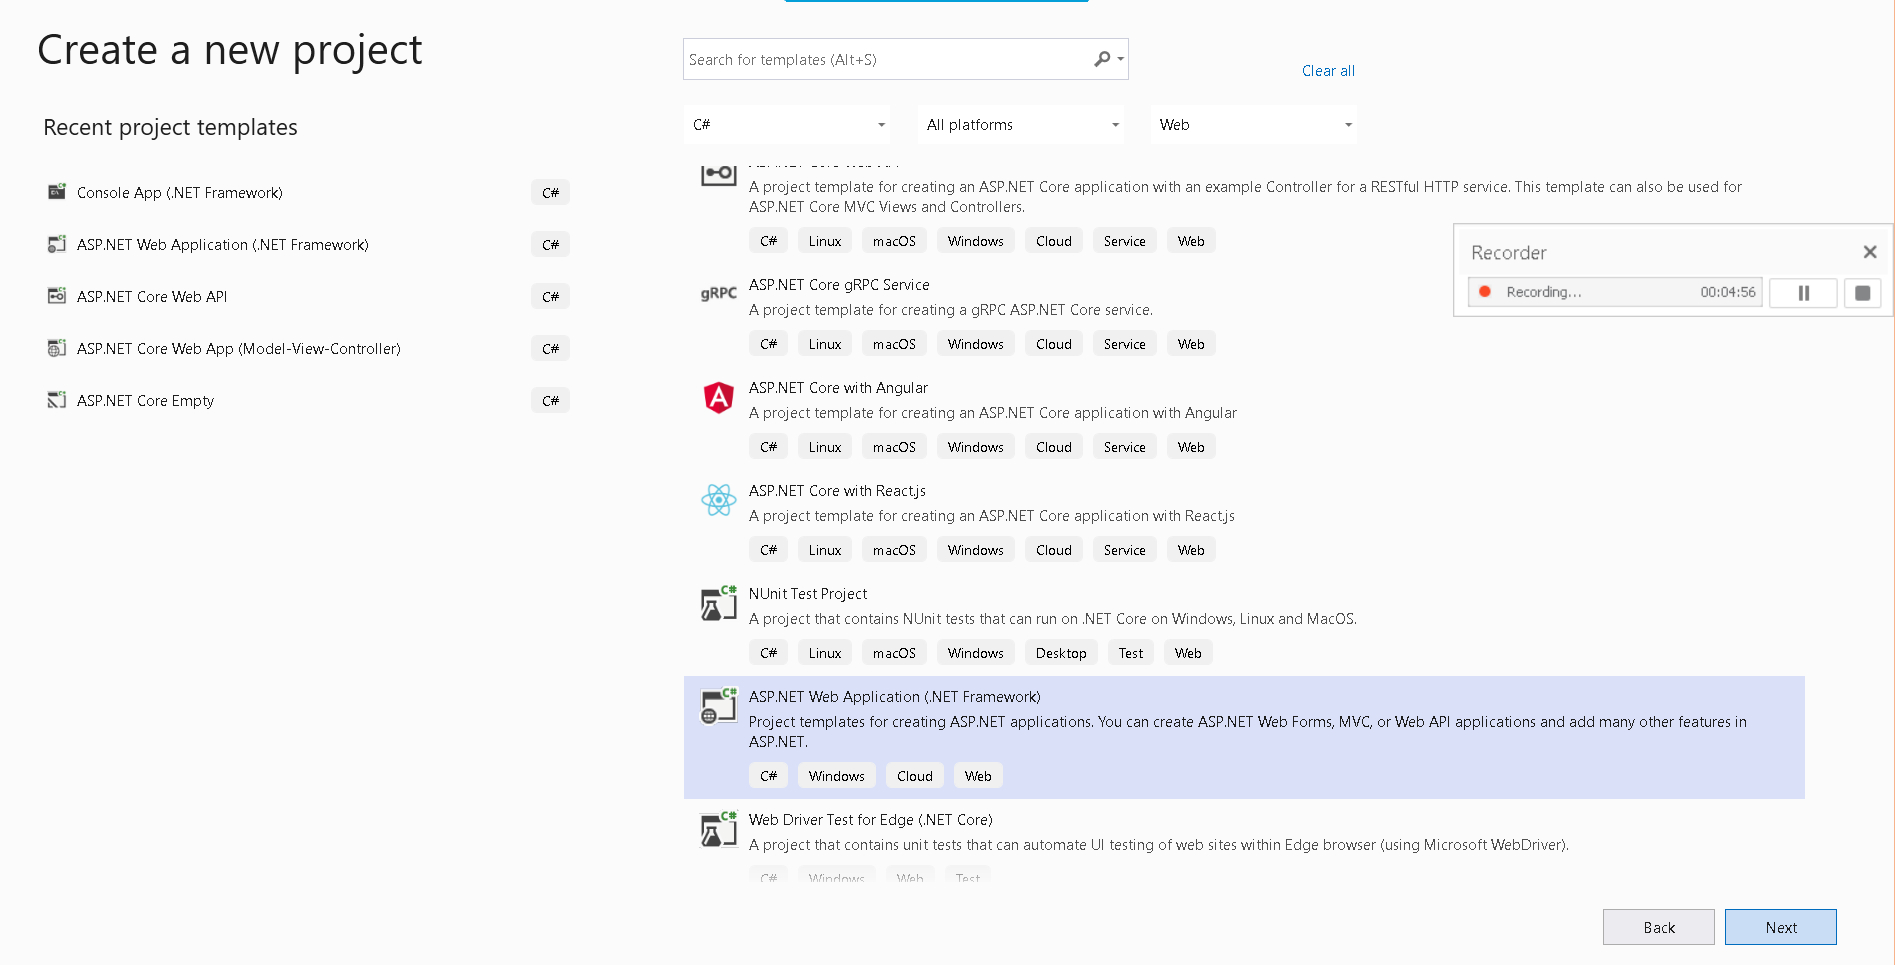 Create a new project
Search for templates (Alt+S)
Clear all
Recent project templates
C#
All platforms
Web
Console App (.NET Framework)
C#
ASP.NET Web Application (.NET Framework)
C#
ASP.NET Core Web API
C#
ASP.NET Core Web App (Model-View-Controller)
C#
ASP.NET Core Empty
C#
A project template for creating an ASP.NET Core application with an example Controller for a RESTful HTTP service. This template can also be used for
ASP.NET Core MVC Views and Controllers.
C# Linux macOS Windows Cloud Service Web
gRPC
ASP.NET Core gRPC Service
A project template for creating a gRPC ASP.NET Core service.
C# Linux macOS Windows Cloud Service Web
ASP.NET Core with Angular
A project template for creating an ASP.NET Core application with Angular
C# Linux macOS Windows Cloud Service Web
ASP.NET Core with React.js
A project template for creating an ASP.NET Core application with React.js
C# Linux macOS Windows Cloud Service Web
NUnit Test Project
A project that contains NUnit tests that can run on .NET Core on Windows, Linux and MacOS.
C# Linux macOS Windows Desktop Test Web
ASP.NET Web Application (.NET Framework)
Project templates for creating ASP.NET applications. You can create ASP.NET Web Forms, MVC, or Web API applications and add many other features in
ASP.NET.
C# Windows Cloud Web
Web Driver Test for Edge (.NET Core)
A project that contains unit tests that can automate UI testing of web sites within Edge browser (using Microsoft WebDriver).
C# Windows Web Test
Recorder
Recording...
00:04:56
Back
Next